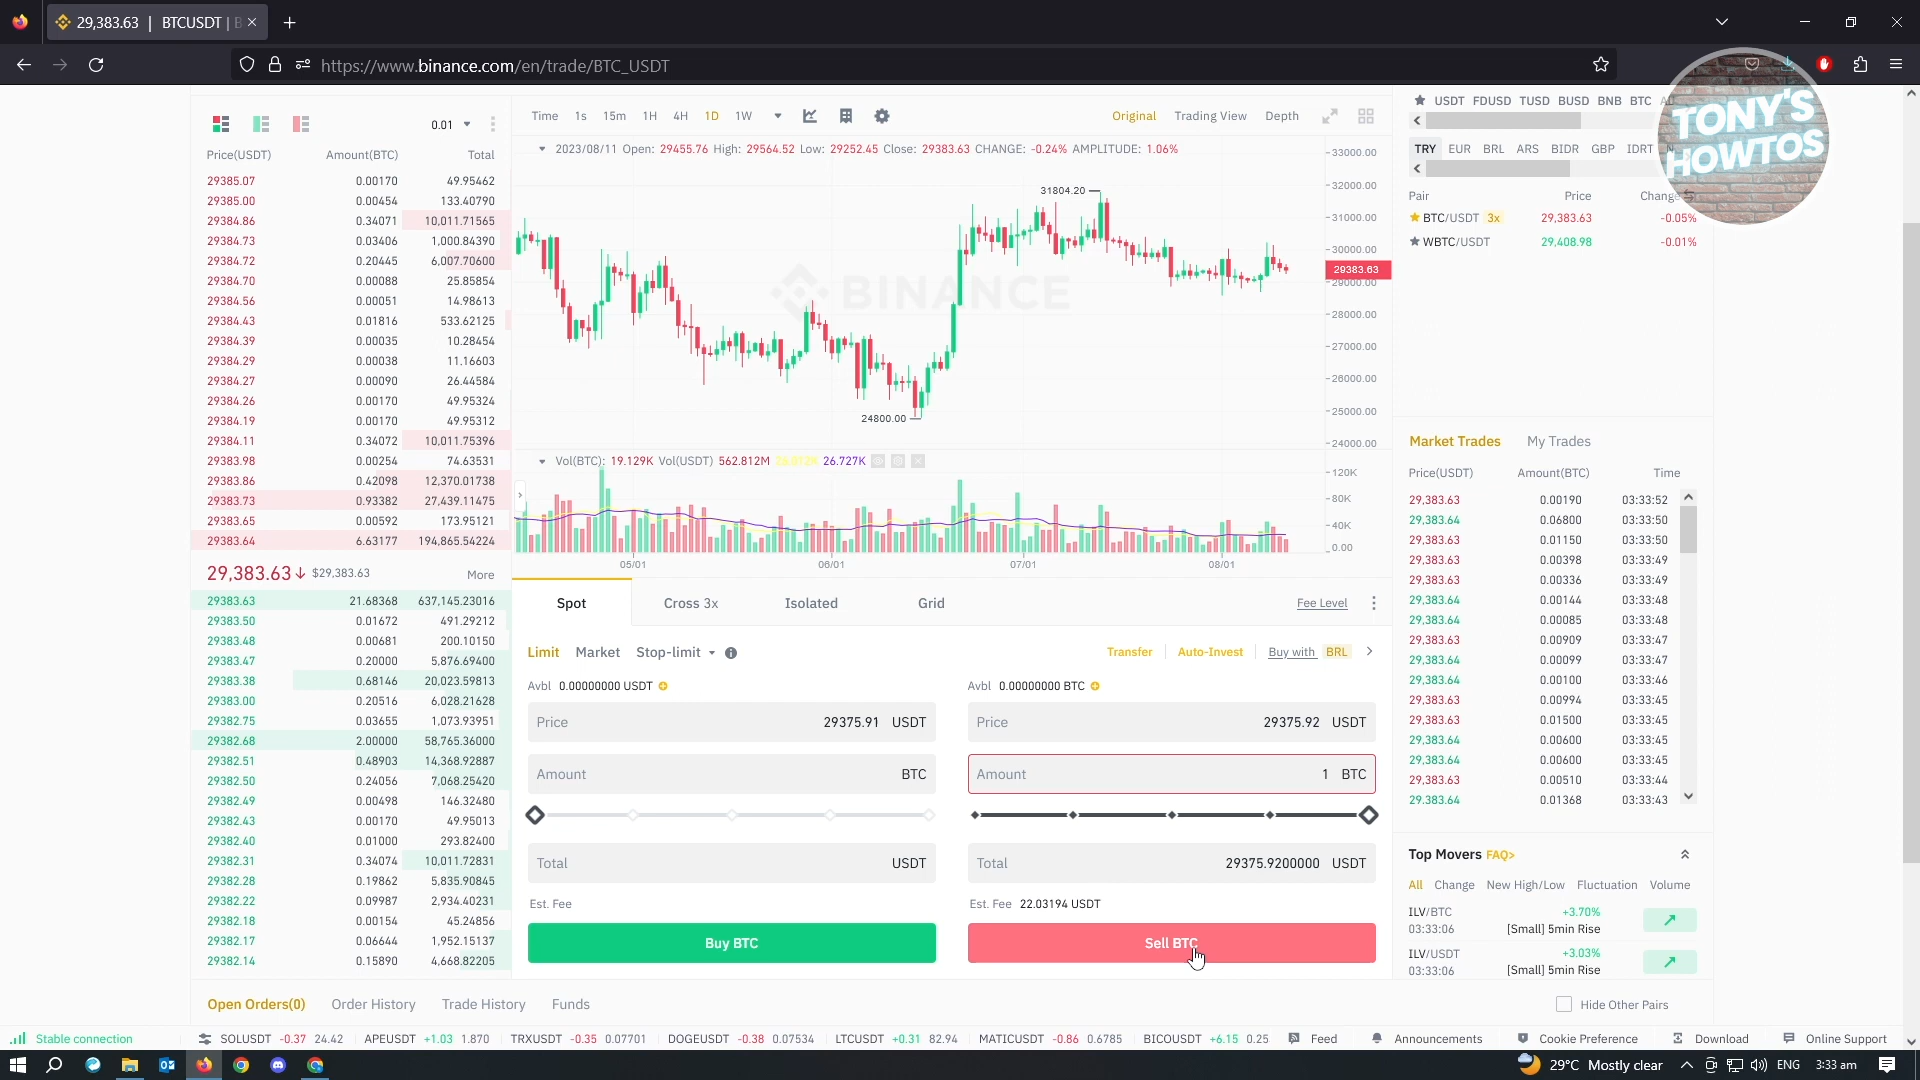 29,383.63 | BTCUSDT | B
https://www.binance.com/en/trade/BTC_USDT
TONY'S
HOWTOS
0.01
Price(USDT) Amount(BTC) Total
29385.07 0.00170 49.95462
29385.00 0.00454 133.40790
29384.86 0.34071 10,011.71565
29384.73 0.03406 1,000.84390
29384.72 0.20445 6,007.70600
29384.70 0.00088 25.85854
29384.56 0.00051 14.98613
29384.43 0.01816 533.62125
29384.39 0.00035 10.28454
29384.29 0.00038 11.16603
29384.27 0.00090 26.44584
29384.26 0.00170 49.95324
29384.19 0.00170 49.95312
29384.11 0.34072 10,011.75396
29383.98 0.00254 74.63531
29383.86 0.42098 12,370.01738
29383.73 0.93382 27,439.11475
29383.65 0.00592 173.95121
29383.64 6.63177 194,865.54224
29,383.63 $29,383.63 More
29383.63 21.68368 637,145.23016
29383.50 0.01672 491.29212
29383.48 0.00681 200.10150
29383.47 0.20000 5,876.69400
29383.38 0.68146 20,023.59813
29383.00 0.20516 6,028.21628
29382.75 0.03655 1,073.93951
29382.68 2.00000 58,765.36000
29382.51 0.48903 14,368.92887
29382.50 0.24056 7,068.25420
29382.49 0.00498 146.32480
29382.43 0.00170 49.95013
29382.40 0.01000 293.82400
29382.31 0.34074 10,011.72831
29382.28 0.19862 5,835.90845
29382.22 0.09987 2,934.40231
29382.18 0.00154 45.24856
29382.17 0.06644 1,952.15137
29382.14 0.15890 4,668.82205
Time 1s 15m 1H 4H 1D 1W Original Trading View Depth
2023/08/11 Open: 29455.76 High: 29564.52 Low: 29252.45 Close: 29383.63 CHANGE: -0.24% AMPLITUDE: 1.06%
33000.00
32000.00
31804.20
31000.00
30000.00
29383.63
29000.00
BINANCE
28000.00
27000.00
26000.00
25000.00
24800.00
24000.00
Vol(BTC): 19.129K Vol(USDT) 562.812M 26.727K
120K
80K
40K
0.00
05/01 06/01 07/01 08/01
Spot Cross 3x Isolated Grid Fee Level
Limit Market Stop-limit Transfer Auto-Invest Buy with BRL
Avbl 0.00000000 USDT
Price 29375.91 USDT
Amount BTC
Total USDT
Est. Fee
Buy BTC
Avbl 0.00000000 BTC
Price 29375.92 USDT
Amount 1 BTC
Total 29375.9200000 USDT
Est. Fee 22.03194 USDT
Sell BTC
USDT FDUSD TUSD BUSD BNB BTC
TRY EUR BRL ARS BIDR GBP IDRT
Pair Price Change
BTC/USDT 3x 29,383.63 -0.05%
WBTC/USDT 29,408.98 -0.01%
Market Trades My Trades
Price(USDT) Amount(BTC) Time
29,383.63 0.00190 03:33:52
29,383.64 0.06800 03:33:50
29,383.63 0.01150 03:33:50
29,383.63 0.00398 03:33:49
29,383.63 0.00336 03:33:49
29,383.64 0.00144 03:33:48
29,383.64 0.00085 03:33:48
29,383.63 0.00909 03:33:47
29,383.64 0.00099 03:33:47
29,383.64 0.00100 03:33:46
29,383.63 0.00994 03:33:45
29,383.63 0.01500 03:33:45
29,383.64 0.00600 03:33:45
29,383.64 0.00600 03:33:45
29,383.63 0.00510 03:33:44
29,383.64 0.01368 03:33:43
Top Movers FAQ>
All Change New High/Low Fluctuation Volume
ILV/BTC +3.70%
03:33:06 [Small] 5min Rise
ILV/USDT +3.03%
03:33:06 [Small] 5min Rise
Open Orders(0) Order History Trade History Funds Hide Other Pairs
Stable connection SOLUSDT -0.37 24.42 APEUSDT +1.03 1.870 TRXUSDT -0.35 0.07701 DOGEUSDT -0.38 0.07534 LTCUSDT +0.31 82.94 MATICUSDT -0.86 0.6785 BICOUSDT +6.15 0.25 Feed Announcements Cookie Preference Download Online Support
29°C Mostly clear ENG 3:33 am